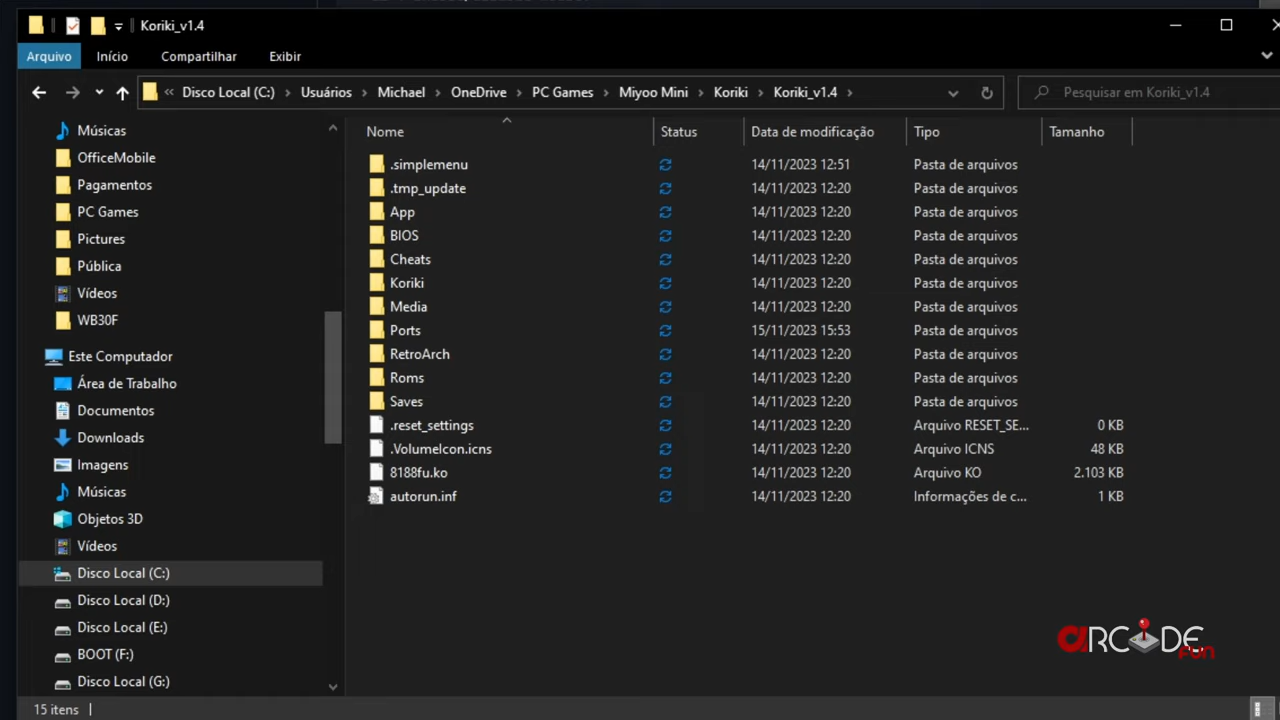 Koriki_v1.4
Arquivo Início Compartilhar Exibir
« Disco Local (C:) › Usuários › Michael › OneDrive › PC Games › Miyoo Mini › Koriki › Koriki_v1.4 › Pesquisar em Koriki_v1.4
Músicas
OfficeMobile
Pagamentos
PC Games
Pictures
Pública
Vídeos
WB30F
Este Computador
Área de Trabalho
Documentos
Downloads
Imagens
Músicas
Objetos 3D
Vídeos
Disco Local (C:)
Disco Local (D:)
Disco Local (E:)
BOOT (F:)
Disco Local (G:)
Nome Status Data de modificação Tipo Tamanho
.simplemenu 14/11/2023 12:51 Pasta de arquivos
.tmp_update 14/11/2023 12:20 Pasta de arquivos
App 14/11/2023 12:20 Pasta de arquivos
BIOS 14/11/2023 12:20 Pasta de arquivos
Cheats 14/11/2023 12:20 Pasta de arquivos
Koriki 14/11/2023 12:20 Pasta de arquivos
Media 14/11/2023 12:20 Pasta de arquivos
Ports 15/11/2023 15:53 Pasta de arquivos
RetroArch 14/11/2023 12:20 Pasta de arquivos
Roms 14/11/2023 12:20 Pasta de arquivos
Saves 14/11/2023 12:20 Pasta de arquivos
.reset_settings 14/11/2023 12:20 Arquivo RESET_SE... 0 KB
.VolumeIcon.icns 14/11/2023 12:20 Arquivo ICNS 48 KB
8188fu.ko 14/11/2023 12:20 Arquivo KO 2.103 KB
autorun.inf 14/11/2023 12:20 Informações de c... 1 KB
aRCADE
Fun
15 itens